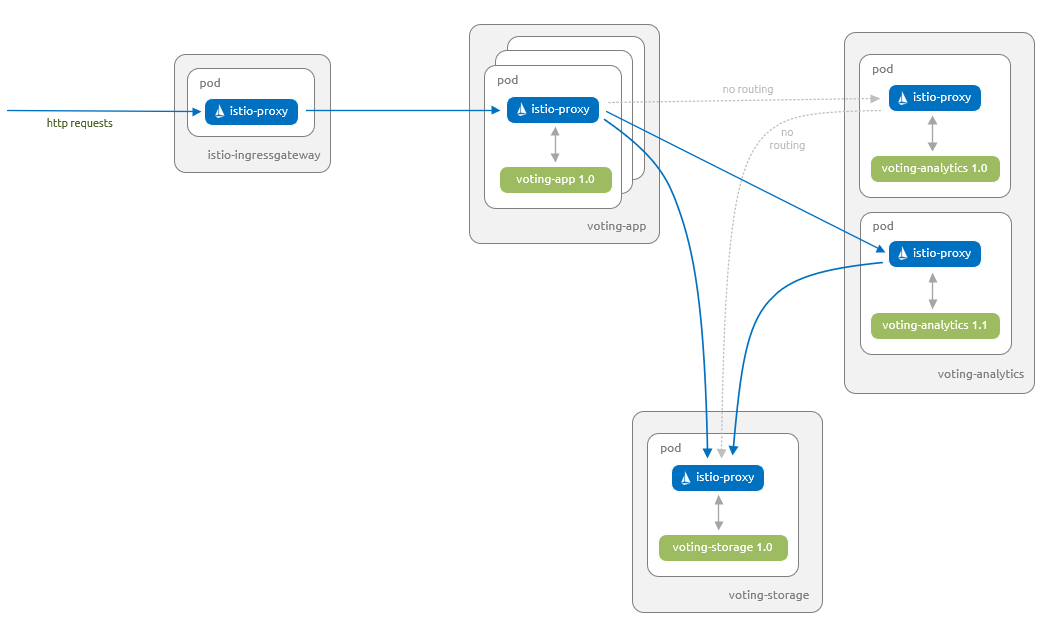 http requests
pod
istio-proxy
istio-ingressgateway
pod
istio-proxy
voting-app 1.0
voting-app
no routing
no
routing
pod
istio-proxy
voting-analytics 1.0
pod
istio-proxy
voting-analytics 1.1
voting-analytics
pod
istio-proxy
voting-storage 1.0
voting-storage